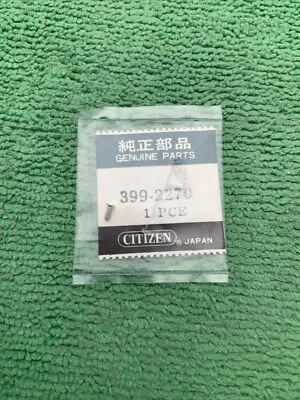 純正部品
GENUINE PARTS
399-2270
1 PCE
CITIZEN® JAPAN